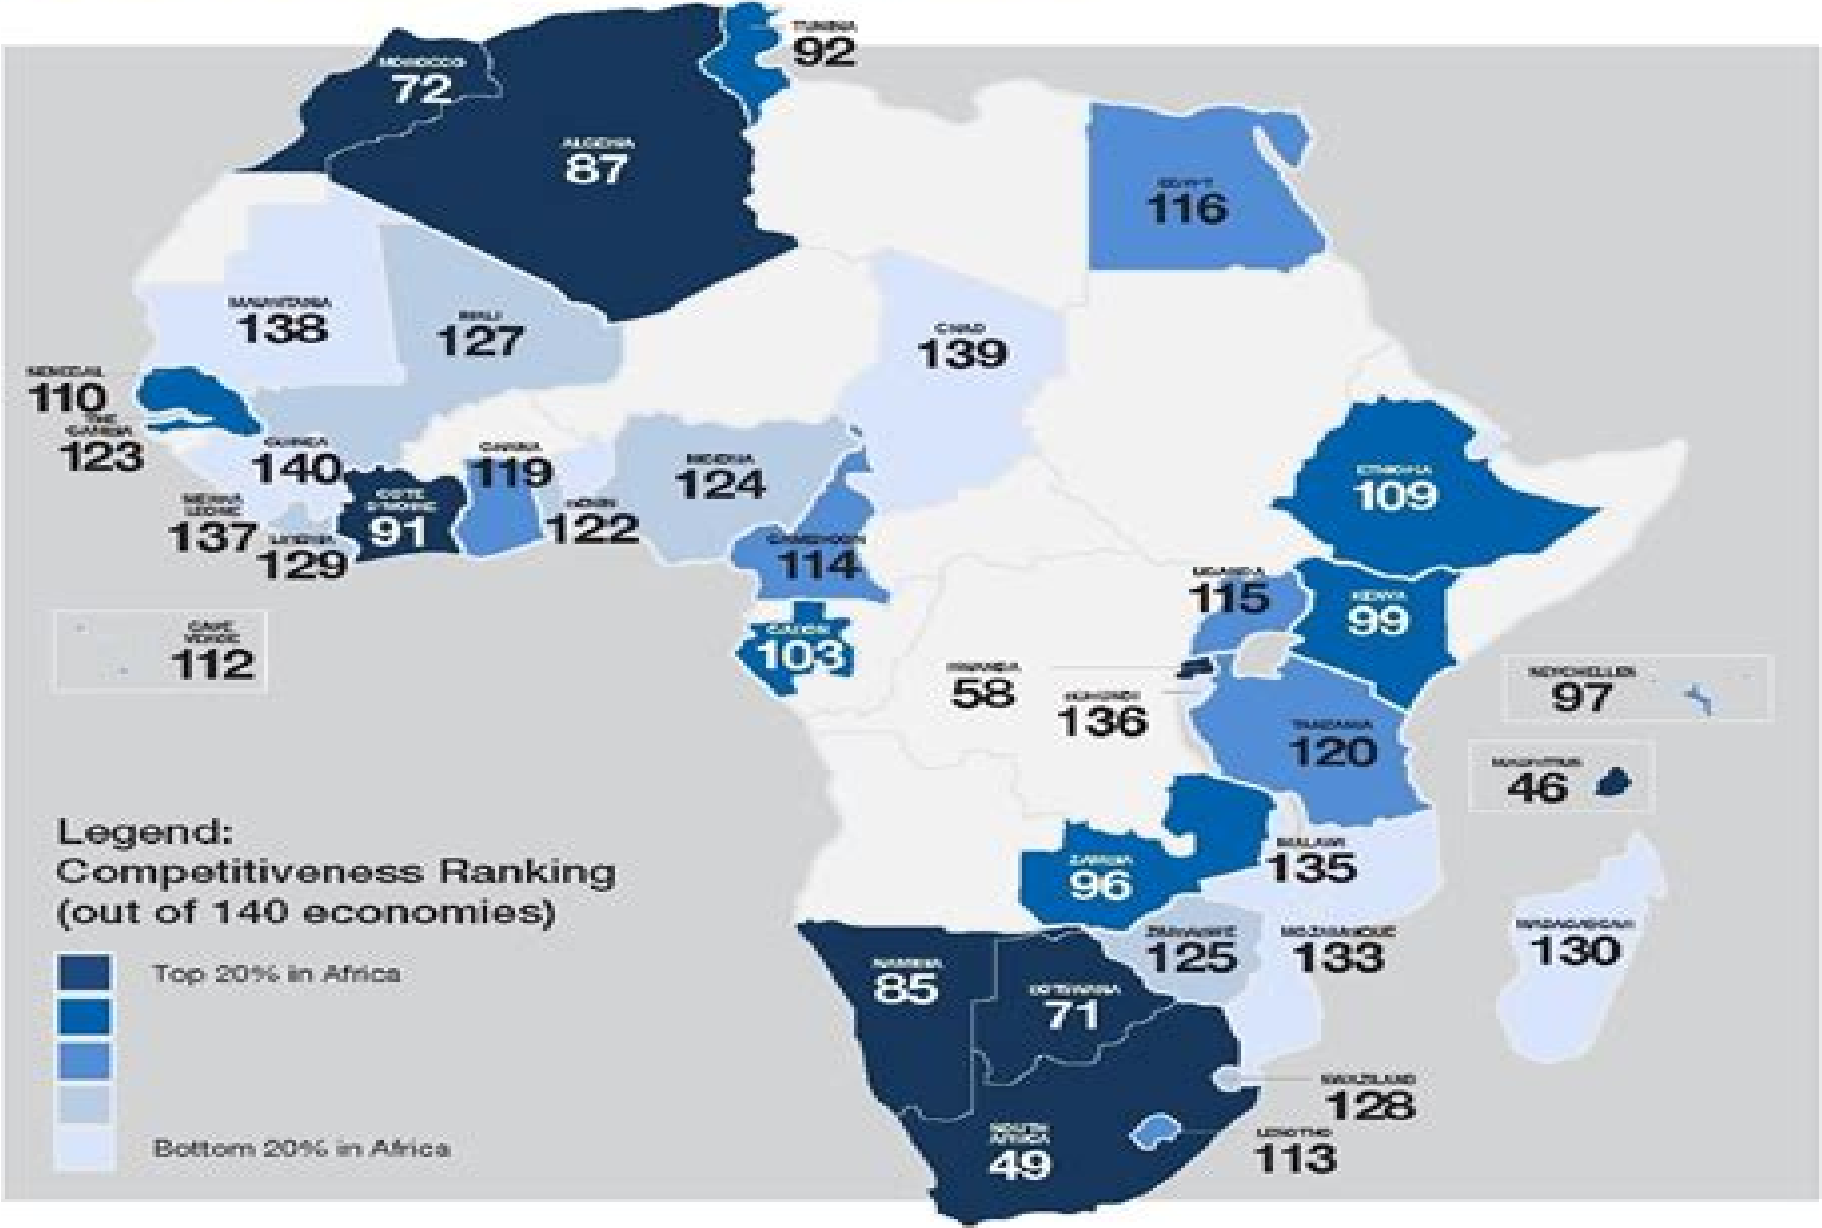 TUNISIA
92
MOROCCO
72
ALGERIA
87
EGYPT
116
MAURITANIA
138
MALI
127
CHAD
139
SENEGAL
110
THE
GAMBIA
123
GUINEA
140
GHANA
119
NIGERIA
124
ETHIOPIA
109
SIERRA
LEONE
137
COTE
D'IVOIRE
91
BENIN
122
LIBERIA
129
CAMEROON
114
UGANDA
115
KENYA
99
CAPE
VERDE
112
GABON
103
RWANDA
58
BURUNDI
136
SEYCHELLES
97
TANZANIA
120
MAURITIUS
46
Legend:
Competitiveness Ranking
(out of 140 economies)
Top 20% in Africa
Bottom 20% in Africa
ZAMBIA
96
MALAWI
135
ZIMBABWE
125
MOZAMBIQUE
133
MADAGASCAR
130
NAMIBIA
85
BOTSWANA
71
SWAZILAND
128
SOUTH
AFRICA
49
LESOTHO
113